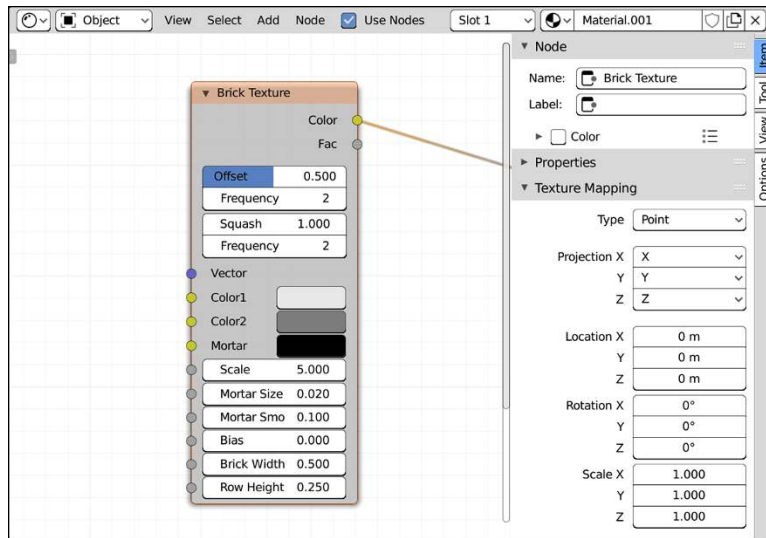 Object View Select Add Node Use Nodes Slot 1 Material.001
Brick Texture
Color
Fac
Offset 0.500
Frequency 2
Squash 1.000
Frequency 2
Vector
Color1
Color2
Mortar
Scale 5.000
Mortar Size 0.020
Mortar Smo 0.100
Bias 0.000
Brick Width 0.500
Row Height 0.250
Node
Name: Brick Texture
Label:
Color
Properties
Texture Mapping
Type Point
Projection X X
Y Y
Z Z
Location X 0 m
Y 0 m
Z 0 m
Rotation X 0°
Y 0°
Z 0°
Scale X 1.000
Y 1.000
Z 1.000
Item
Tool
View
Options